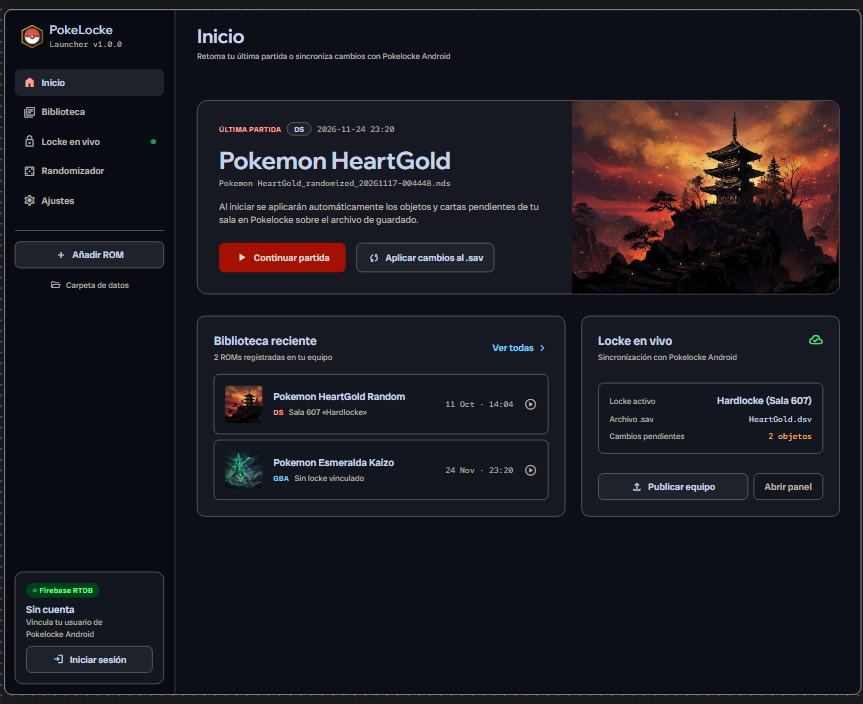 PokeLocke
Launcher v1.0.0
Inicio
Biblioteca
Locke en vivo
Randomizador
Ajustes
+ Añadir ROM
Carpeta de datos
Firebase RTDB
Sin cuenta
Vincula tu usuario de
Pokelocke Android
Iniciar sesión
Inicio
Retoma tu última partida o sincroniza cambios con Pokelocke Android
ÚLTIMA PARTIDA DS 2026-11-24 23:20
Pokemon HeartGold
Pokemon HeartGold_randomized_20261117-004448.nds
Al iniciar se aplicarán automáticamente los objetos y cartas pendientes de tu
sala en Pokelocke sobre el archivo de guardado.
Continuar partida
Aplicar cambios al .sav
Biblioteca reciente
2 ROMs registradas en tu equipo
Ver todas
Pokemon HeartGold Random
DS Sala 607 «Hardlocke»
11 Oct · 14:04
Pokemon Esmeralda Kaizo
GBA Sin locke vinculado
24 Nov · 23:20
Locke en vivo
Sincronización con Pokelocke Android
Locke activo Hardlocke (Sala 607)
Archivo .sav HeartGold.dsv
Cambios pendientes 2 objetos
Publicar equipo
Abrir panel